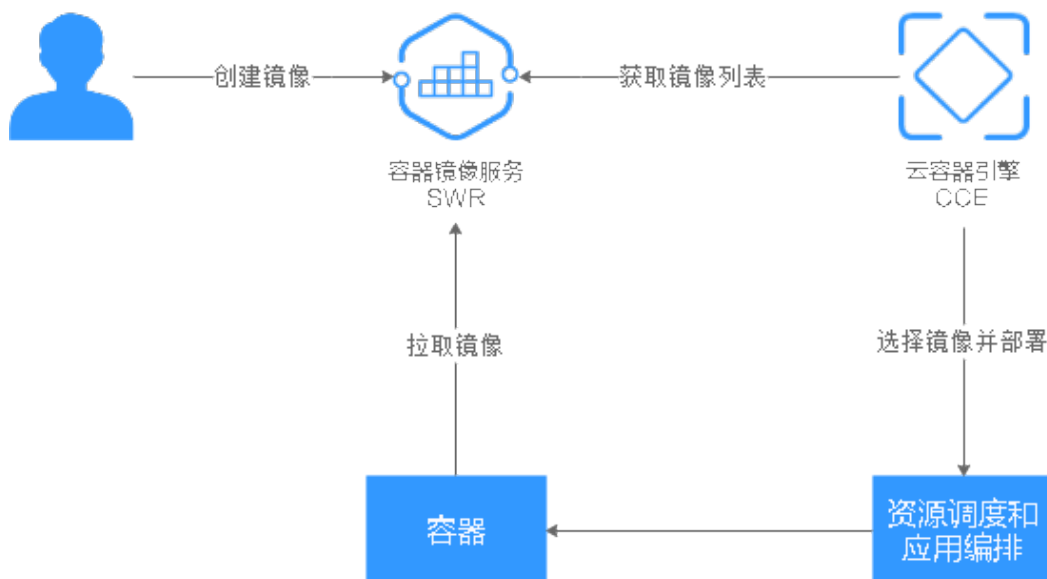 创建镜像
获取镜像列表
容器镜像服务
SWR
云容器引擎
CCE
拉取镜像
选择镜像并部署
容器
资源调度和
应用编排